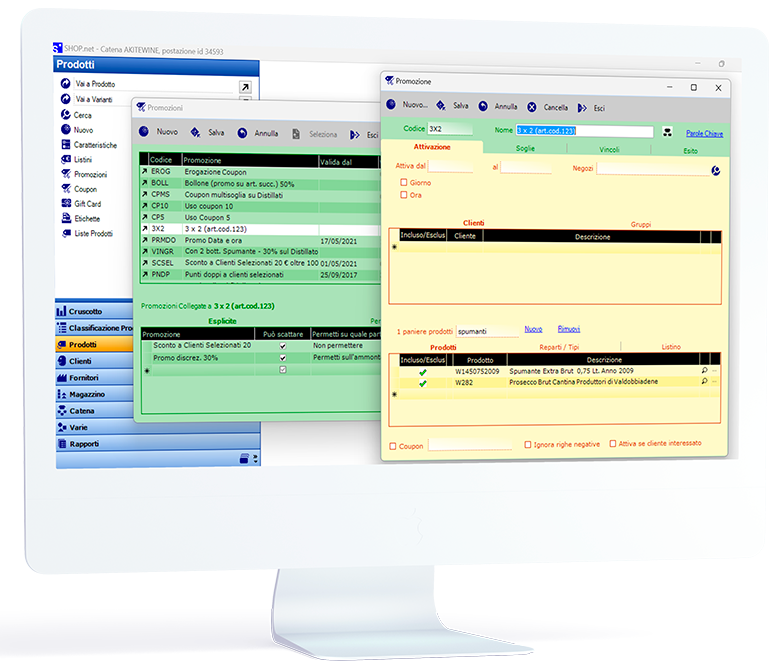 SHOP.net - Catena AKITEWINE, postazione id 34593
Prodotti
Vai a Prodotto
Vai a Varianti
Cerca
Nuovo
Caratteristiche
Listini
Promozioni
Coupon
Gift Card
Etichette
Liste Prodotti
Cruscotto
Classificazione Pro
Prodotti
Clienti
Fornitori
Magazzino
Catena
Varie
Rapporti
Promozioni
Nuovo Salva Annulla Seleziona Esci
Codice Promozione Valida dal
EROG Erogazione Coupon
BOLL Bollone (promo su art. succ.) 50%
CPMS Coupon multisoglia su Distillati
CP10 Uso coupon 10
CP5 Uso Coupon 5
3X2 3 x 2 (art.cod.123)
PRMDO Promo Data e ora 17/05/2021
VINGR Con 2 bott. Spumante - 30% sul Distillato
SCSEL Sconto a Clienti Selezionati 20 € oltre 100 01/05/2021
PNDP Punti doppi a clienti selezionati 25/09/2017
Promozioni Collegate a 3 x 2 (art.cod.123)
Esplicite Pe
Promozione Può scattare Permetti su quale part
Sconto a Clienti Selezionati 20 Non permettere
Promo discrez. 30% Permetti sull'ammont
Promozione
Nuovo... Salva Annulla Cancella Esci
Codice 3X2 Nome 3 x 2 (art.cod.123) Parole Chiave
Attivazione Soglie Vincoli Esito
Attiva dal al Negozi
Giorno
Ora
Clienti Gruppi
Incluso/Esclus Cliente Descrizione
1 paniere prodotti spumanti Nuovo Rimuovi
Prodotti Reparti / Tipi Listino
Incluso/Esclus Prodotto Descrizione
W1450752009 Spumante Extra Brut 0,75 Lt. Anno 2009
W282 Prosecco Brut Cantina Produttori di Valdobbiadene
Coupon Ignora righe negative Attiva se cliente interessato